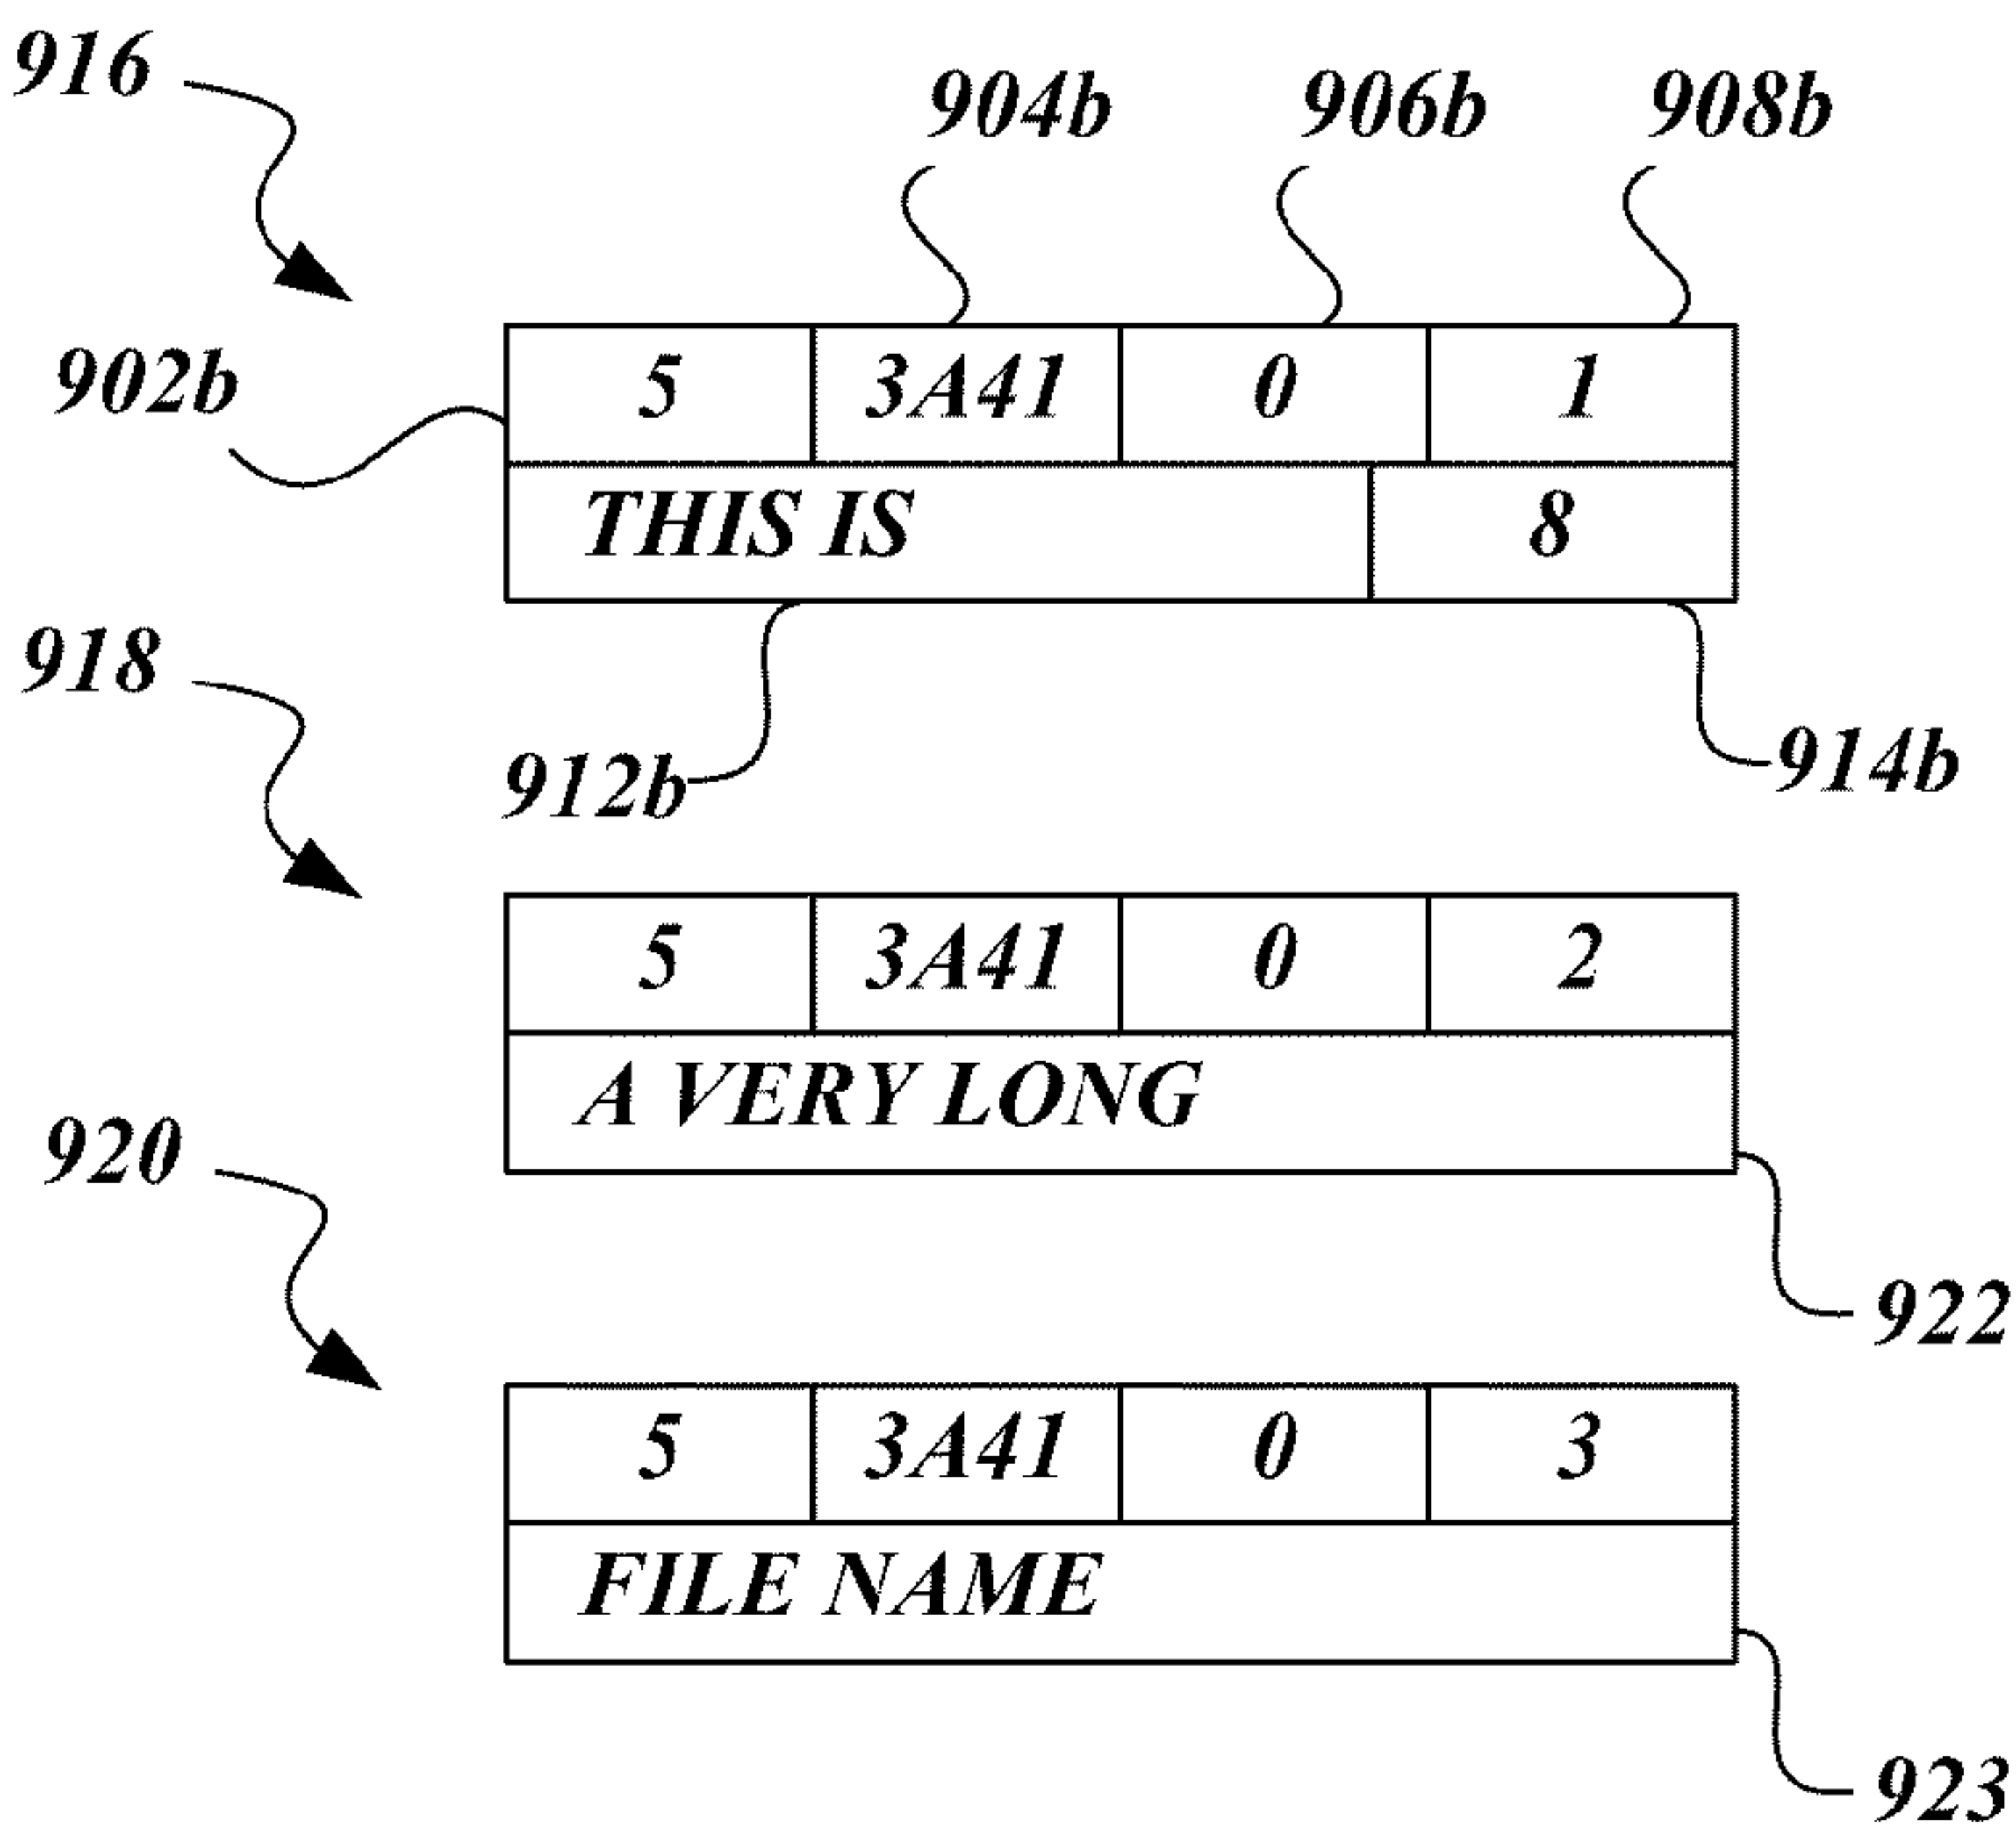 916
904b 906b 908b
902b
5 3A41 0 1
THIS IS 8
918
912b 914b
5 3A41 0 2
A VERY LONG
920
922
5 3A41 0 3
FILE NAME
923